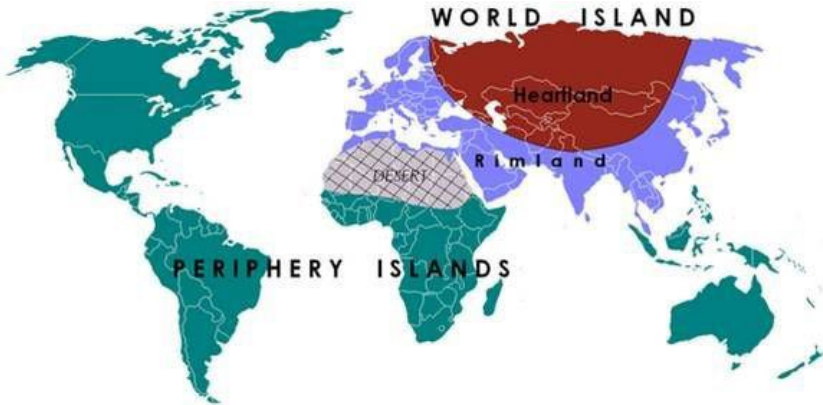 WORLD ISLAND
Heartland
Rimland
DESERT
PERIPHERY ISLANDS